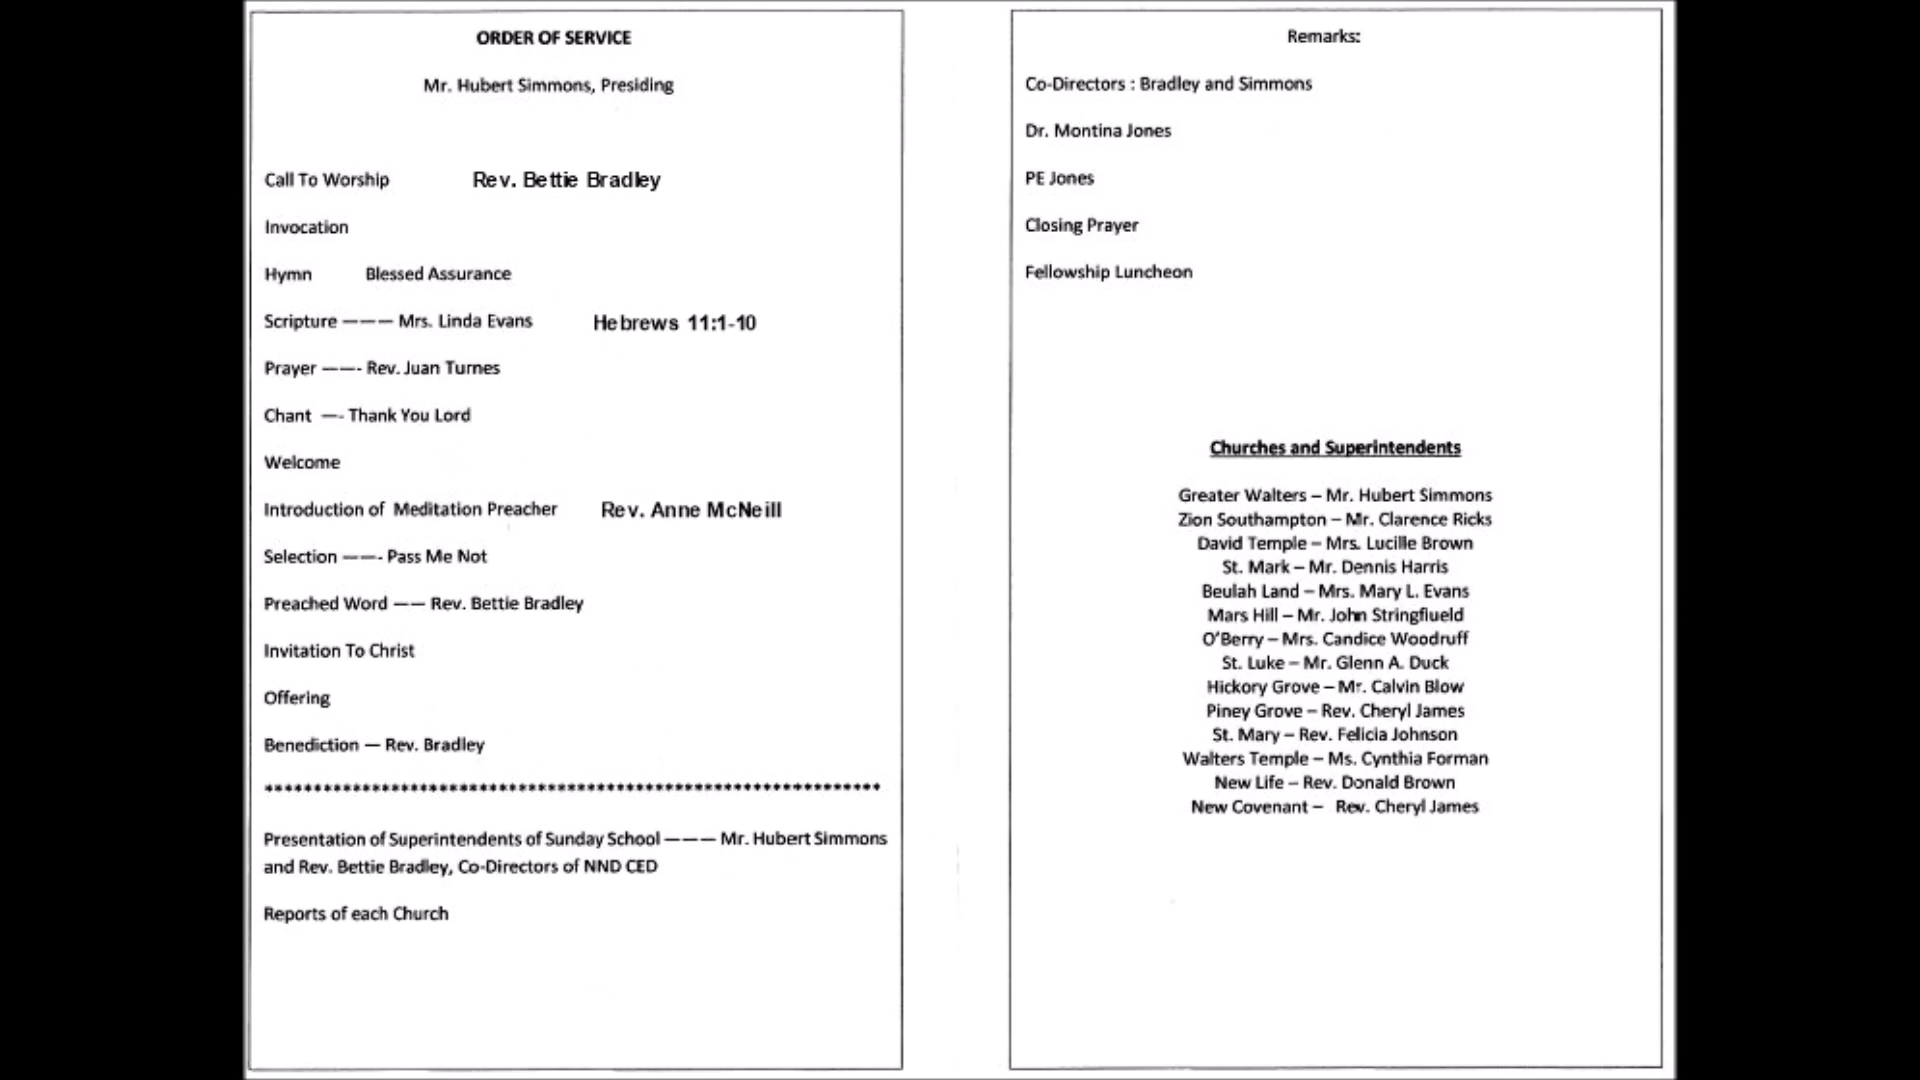 ORDER OF SERVICE
Mr. Hubert Simmons, Presiding
Call To Worship Rev. Bettie Bradley
Invocation
Hymn Blessed Assurance
Scripture ——— Mrs. Linda Evans Hebrews 11:1-10
Prayer ——- Rev. Juan Turnes
Chant —- Thank You Lord
Welcome
Introduction of Meditation Preacher Rev. Anne McNeill
Selection ——- Pass Me Not
Preached Word —— Rev. Bettie Bradley
Invitation To Christ
Offering
Benediction — Rev. Bradley
******************************************************************
Presentation of Superintendents of Sunday School ——— Mr. Hubert Simmons
and Rev. Bettie Bradley, Co-Directors of NND CED
Reports of each Church
Remarks:
Co-Directors : Bradley and Simmons
Dr. Montina Jones
PE Jones
Closing Prayer
Fellowship Luncheon
Churches and Superintendents
Greater Walters – Mr. Hubert Simmons
Zion Southampton – Mr. Clarence Ricks
David Temple – Mrs. Lucille Brown
St. Mark – Mr. Dennis Harris
Beulah Land – Mrs. Mary L. Evans
Mars Hill – Mr. John Stringfiueld
O'Berry – Mrs. Candice Woodruff
St. Luke – Mr. Glenn A. Duck
Hickory Grove – Mr. Calvin Blow
Piney Grove – Rev. Cheryl James
St. Mary – Rev. Felicia Johnson
Walters Temple – Ms. Cynthia Forman
New Life – Rev. Donald Brown
New Covenant – Rev. Cheryl James